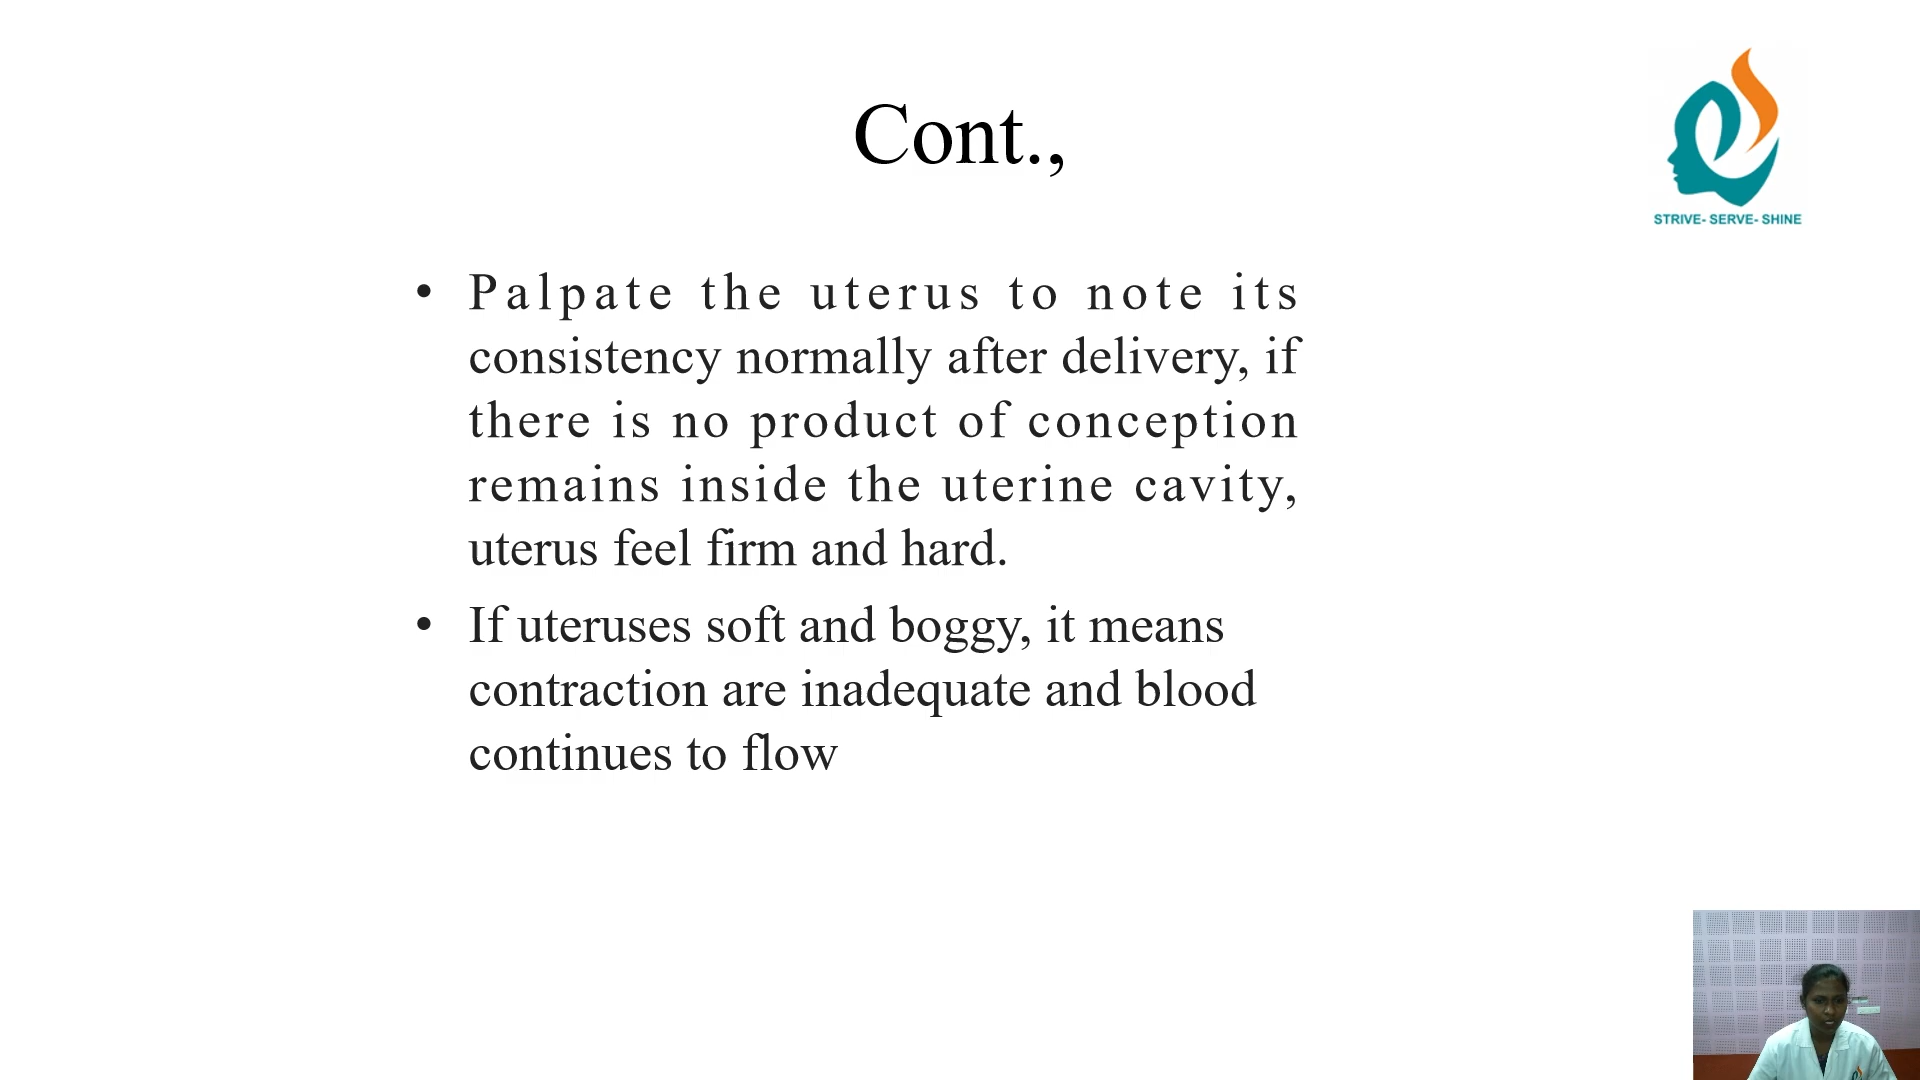 Cont.,
STRIVE- SERVE- SHINE
• Palpate the uterus to note its
consistency normally after delivery, if
there is no product of conception
remains inside the uterine cavity,
uterus feel firm and hard.
• If uteruses soft and boggy, it means
contraction are inadequate and blood
continues to flow